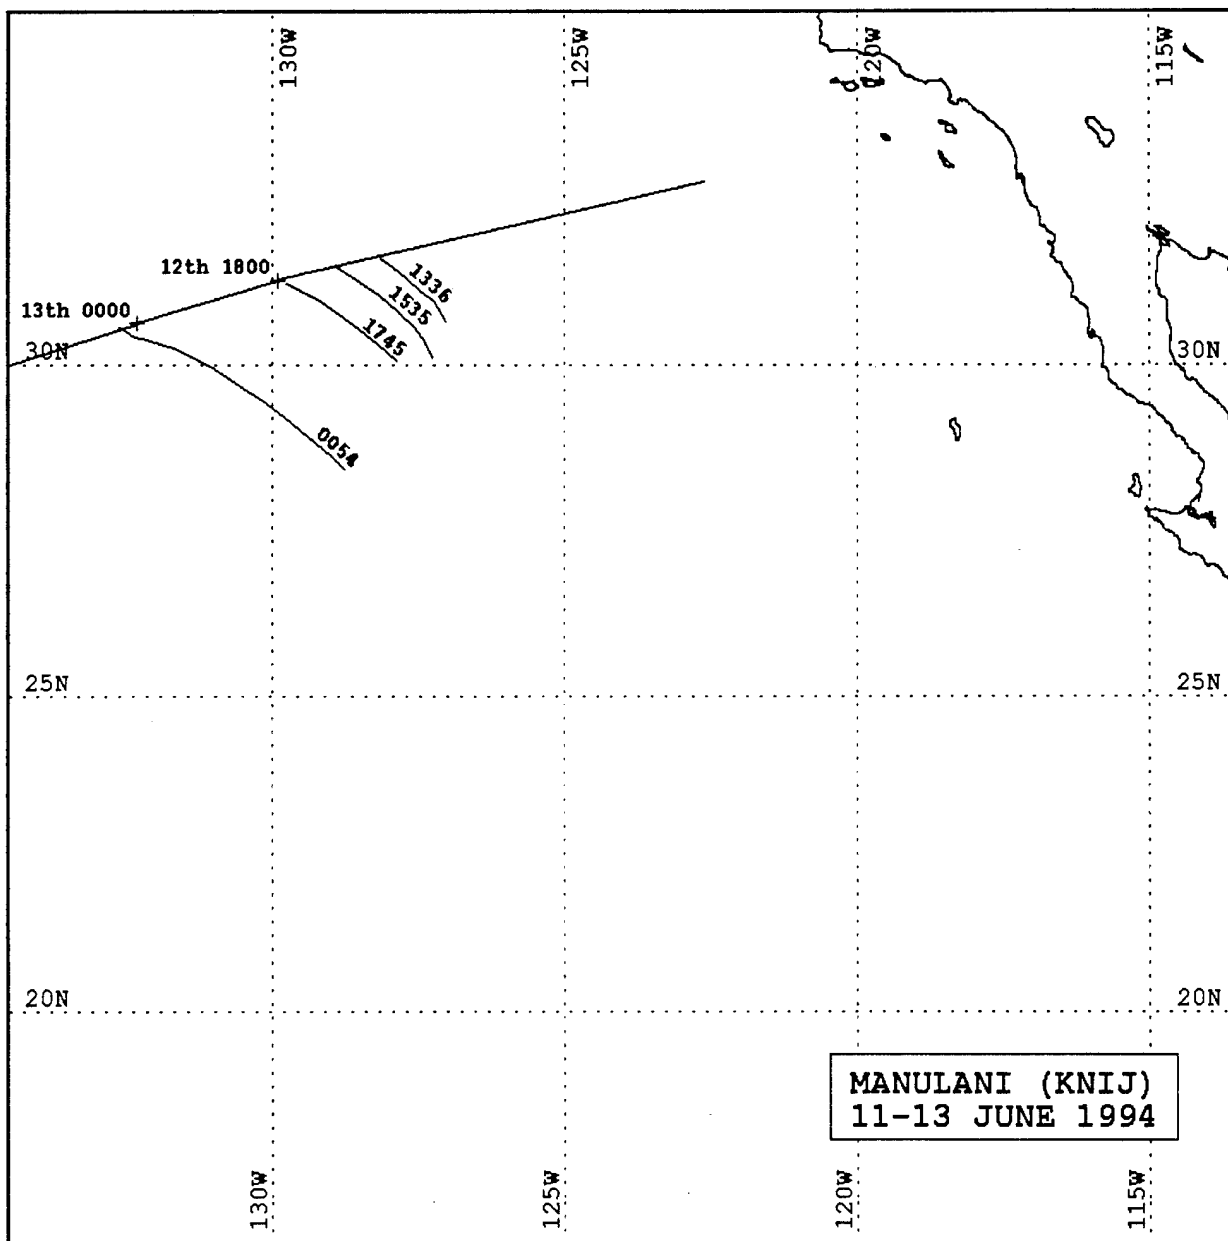 130W
125W
120W
115W
12th 1800
1336
1535
13th 0000
1745
30N
30N
0054
25N
25N
20N
20N
MANULANI (KNIJ)
11-13 JUNE 1994
130W
125W
120W
115W